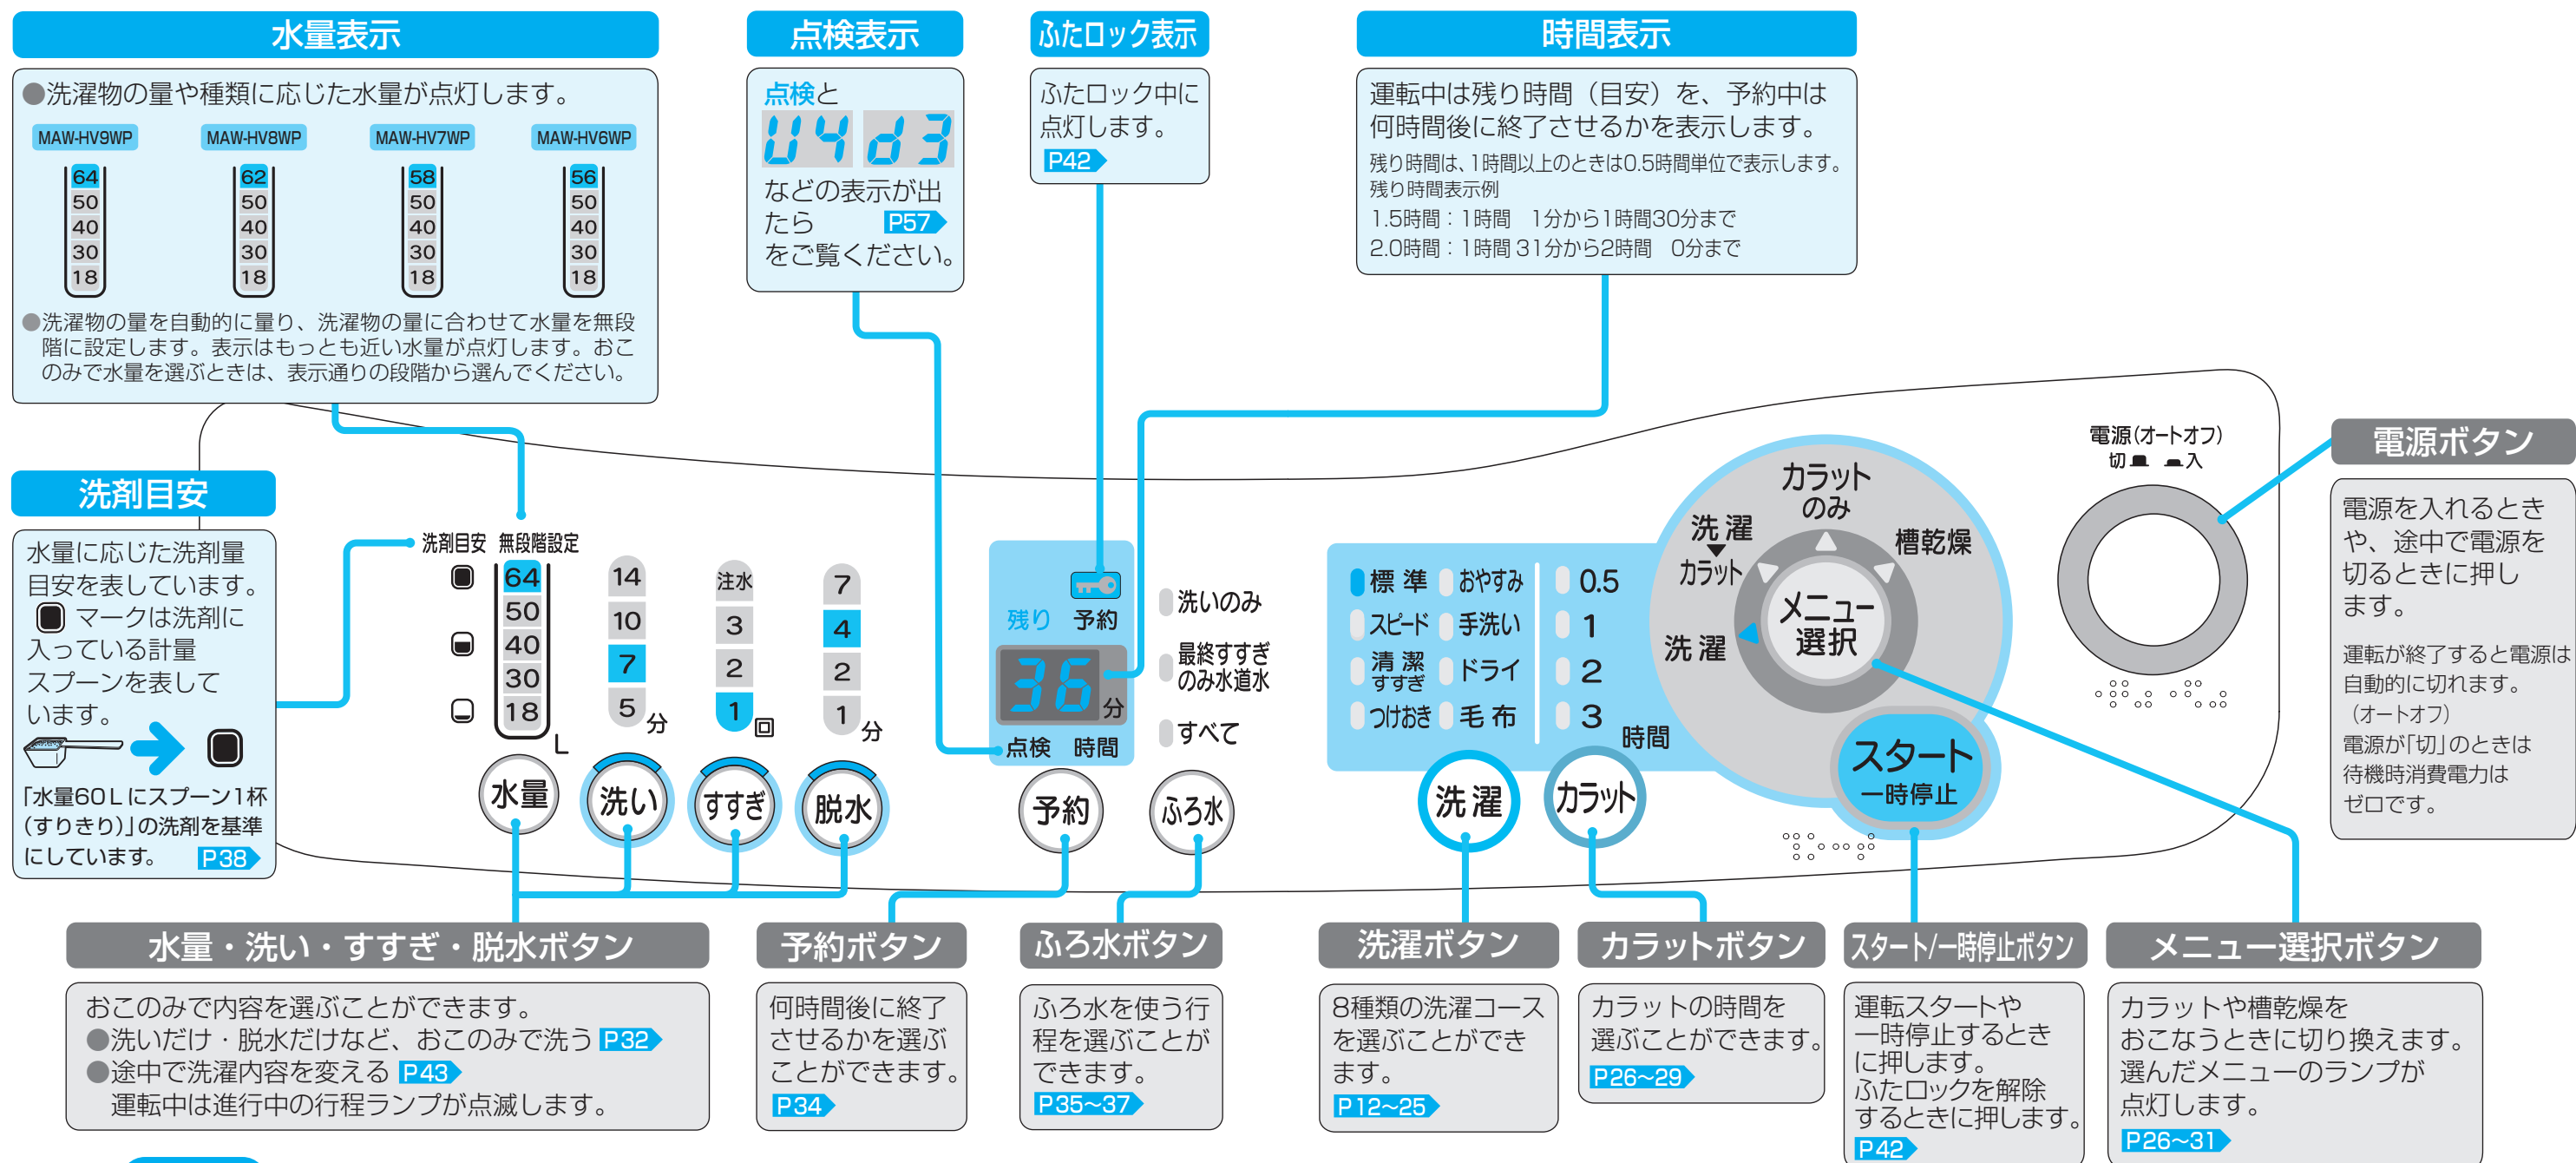 水量表示
●洗濯物の量や種類に応じた水量が点灯します。
MAW-HV9WP MAW-HV8WP MAW-HV7WP MAW-HV6WP
64 62 58 56
50 50 50 50
40 40 40 40
30 30 30 30
18 18 18 18
●洗濯物の量を自動的に量り、洗濯物の量に合わせて水量を無段
階に設定します。表示はもっとも近い水量が点灯します。おこ
のみで水量を選ぶときは、表示通りの段階から選んでください。
点検表示
点検と
U4 d3
などの表示が出
たら P57
をご覧ください。
ふたロック表示
ふたロック中に
点灯します。
P42
時間表示
運転中は残り時間（目安）を、予約中は
何時間後に終了させるかを表示します。
残り時間は、1時間以上のときは0.5時間単位で表示します。
残り時間表示例
1.5時間：1時間　1分から1時間30分まで
2.0時間：1時間 31分から2時間　0分まで
洗剤目安
水量に応じた洗剤量
目安を表しています。
マークは洗剤に
入っている計量
スプーンを表して
います。
「水量60Lにスプーン1杯
（すりきり）」の洗剤を基準
にしています。 P38
洗剤目安 無段階設定
64
50
40
30
18
L
水量
14
10
7
5
分
洗い
注水
3
2
1
回
すすぎ
7
4
2
1
分
脱水
残り 予約
36
分
点検 時間
予約
洗いのみ
最終すすぎ
のみ水道水
すべて
ふろ水
標準 おやすみ
スピード 手洗い
清潔
すすぎ
ドライ
つけおき 毛布
洗濯
0.5
1
2
3
時間
カラット
カラット
のみ
洗濯
▼
カラット
槽乾燥
洗濯
メニュー
選択
スタート
一時停止
電源（オートオフ）
切 入
電源ボタン
電源を入れるとき
や、途中で電源を
切るときに押し
ます。
運転が終了すると電源は
自動的に切れます。
（オートオフ）
電源が「切」のときは
待機時消費電力は
ゼロです。
水量・洗い・すすぎ・脱水ボタン
おこのみで内容を選ぶことができます。
●洗いだけ・脱水だけなど、おこのみで洗う P32
●途中で洗濯内容を変える P43
運転中は進行中の行程ランプが点滅します。
予約ボタン
何時間後に終了
させるかを選ぶ
ことができます。
P34
ふろ水ボタン
ふろ水を使う行
程を選ぶことが
できます。
P35~37
洗濯ボタン
8種類の洗濯コース
を選ぶことができ
ます。
P12~25
カラットボタン
カラットの時間を
選ぶことができます。
P26~29
スタート/一時停止ボタン
運転スタートや
一時停止するとき
に押します。
ふたロックを解除
するときに押します。
P42
メニュー選択ボタン
カラットや槽乾燥を
おこなうときに切り換えます。
選んだメニューのランプが
点灯します。
P26~31